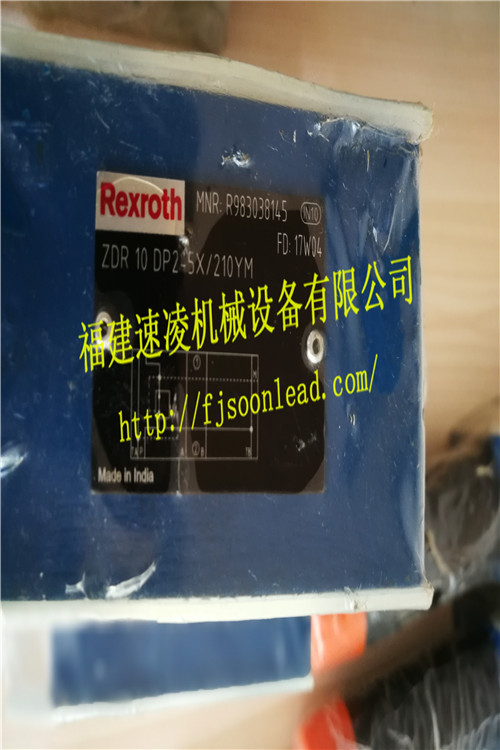 Rexroth
MNR: R983038145
IN10
FD: 17W04
ZDR 10 DP2-5X/210YM
福建速凌机械设备有限公司
http://fjsoonlead.com/
Made in India